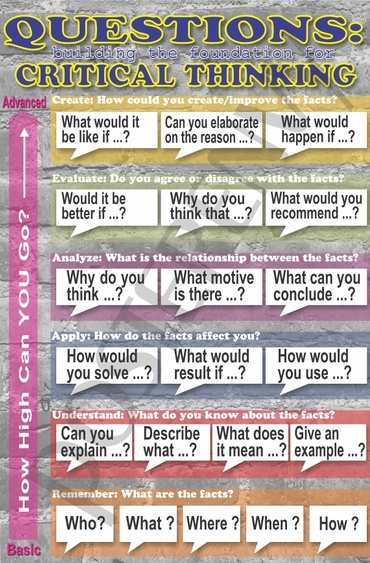 QUESTIONS:
building the foundation for
CRITICAL THINKING
Advanced
Create: How could you create/improve the facts?
What would it be like if ...?
Can you elaborate on the reason ...?
What would happen if ...?
Evaluate: Do you agree or disagree with the facts?
Would it be better if ...?
Why do you think that ...?
What would you recommend ...?
Analyze: What is the relationship between the facts?
Why do you think ...?
What motive is there ...?
What can you conclude ...?
Apply: How do the facts affect you?
How would you solve ...?
What would result if ...?
How would you use ...?
Understand: What do you know about the facts?
Can you explain ...?
Describe what ...?
What does it mean ...?
Give an example ...?
Remember: What are the facts?
Who?
What ?
Where ?
When ?
How ?
How High Can YOU Go?
Basic